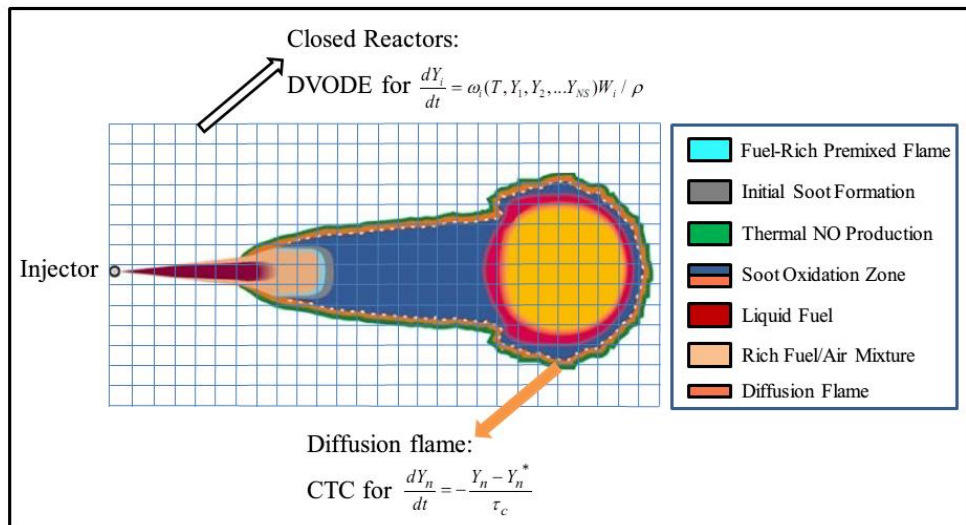 Closed Reactors:
DVODE for dY_i/dt = ω_i(T,Y_1,Y_2,...Y_NS)W_i / ρ
Injector
Fuel-Rich Premixed Flame
Initial Soot Formation
Thermal NO Production
Soot Oxidation Zone
Liquid Fuel
Rich Fuel/Air Mixture
Diffusion Flame
Diffusion flame:
CTC for dY_n/dt = - (Y_n - Y_n^*)/τ_c